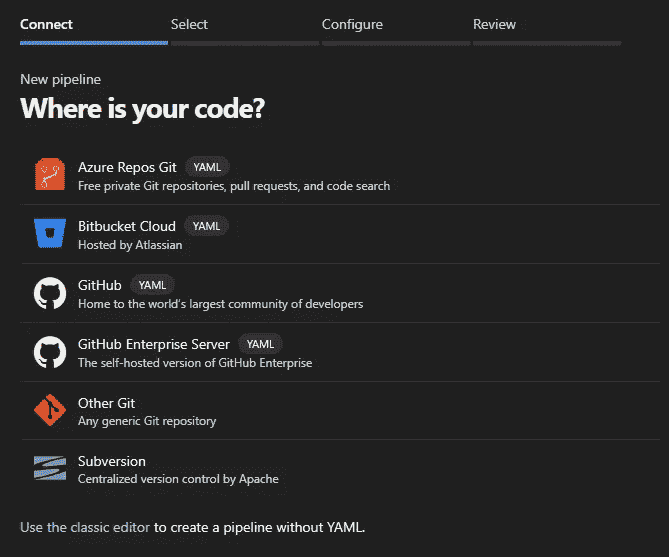 Connect Select Configure Review
New pipeline
Where is your code?
Azure Repos Git YAML
Free private Git repositories, pull requests, and code search
Bitbucket Cloud YAML
Hosted by Atlassian
GitHub YAML
Home to the world's largest community of developers
GitHub Enterprise Server YAML
The self-hosted version of GitHub Enterprise
Other Git
Any generic Git repository
Subversion
Centralized version control by Apache
Use the classic editor to create a pipeline without YAML.